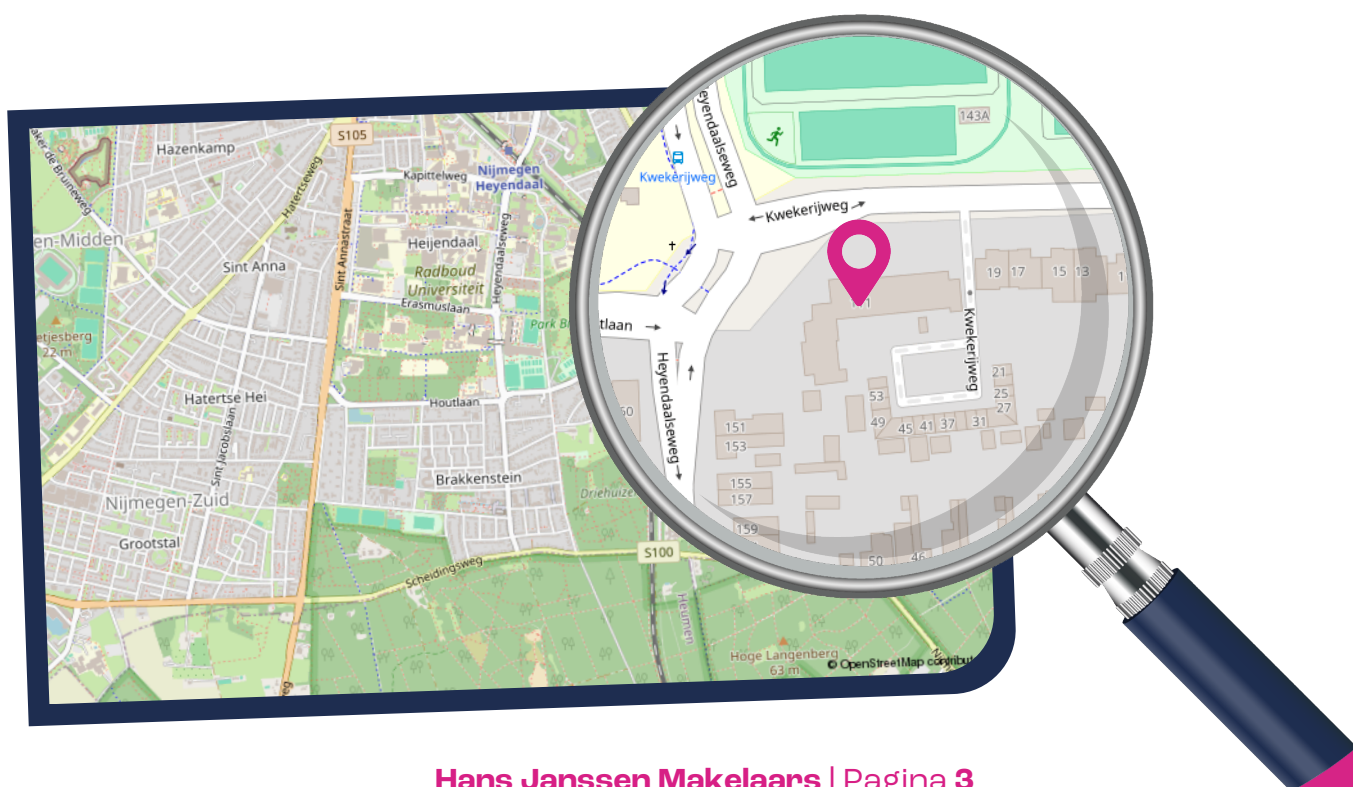 S105
Hazenkamp
Hatertseweg
Kapittelweg
Nijmegen
Heyendaal
Sint Annastraat
Heijendaal
Heyendaalseweg
en-Midden
Sint Anna
Radboud
Universiteit
Erasmuslaan
etjesberg
22 m
Hatertse Hei
Houtlaan
Sint Jacobslaan
Brakkenstein
Nijmegen-Zuid
Grootstal
Scheidingsweg
S100
Heumen
Hoge Langenberg
63 m
© OpenStreetMap contribut
eyendaalseweg
143A
Kwekerijweg
Kwekerijweg
19 17 15 13
tlaan
Kwekerijweg
Heyendaalseweg
21
53
25
27
49 45 41 37 31
151
153
155
157
159
50 46
Hans Janssen Makelaars | Pagina 3